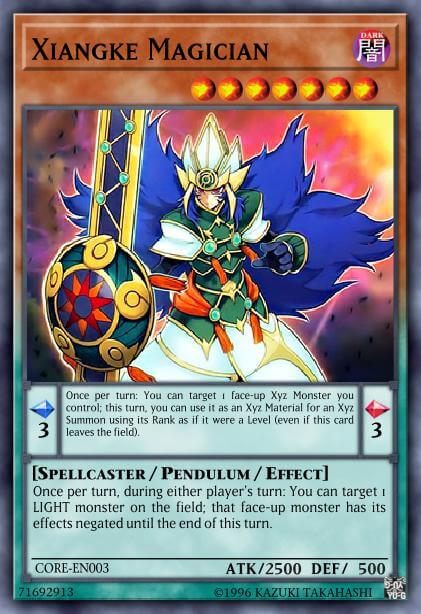 Xiangke Magician
DARK
闇
Once per turn: You can target 1 face-up Xyz Monster you
control; this turn, you can use it as an Xyz Material for an Xyz
Summon using its Rank as if it were a Level (even if this card
leaves the field).
3
3
[Spellcaster / Pendulum / Effect]
Once per turn, during either player's turn: You can target 1
LIGHT monster on the field; that face-up monster has its
effects negated until the end of this turn.
CORE-EN003
ATK/2500 DEF/ 500
71692913
©1996 KAZUKI TAKAHASHI